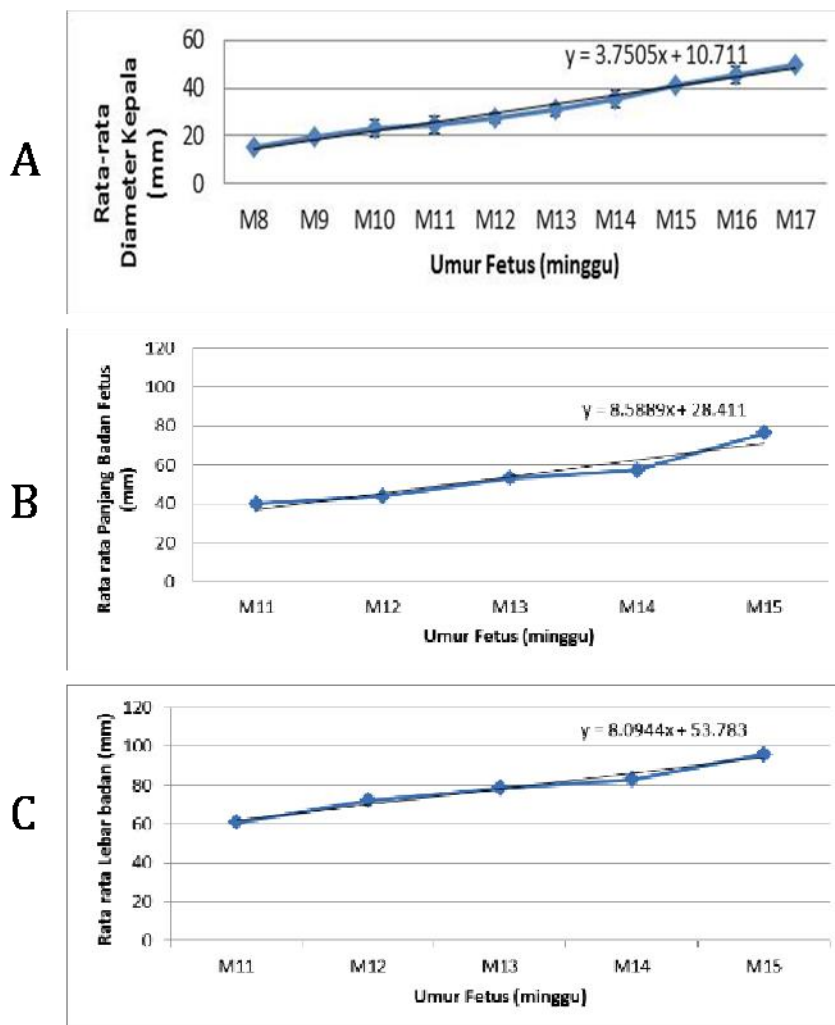 A
Rata-rata
Diameter Kepala
(mm)
60
40
20
0
y = 3.7505x + 10.711
M8 M9 M10 M11 M12 M13 M14 M15 M16 M17
Umur Fetus (minggu)
B
Rata rata Panjang Badan Fetus
(mm)
120
100
80
60
40
20
0
y = 8.5889x + 28.411
M11 M12 M13 M14 M15
Umur Fetus (minggu)
C
Rata rata Lebar badan (mm)
120
100
80
60
40
20
0
y = 8.0944x + 53.783
M11 M12 M13 M14 M15
Umur Fetus (minggu)